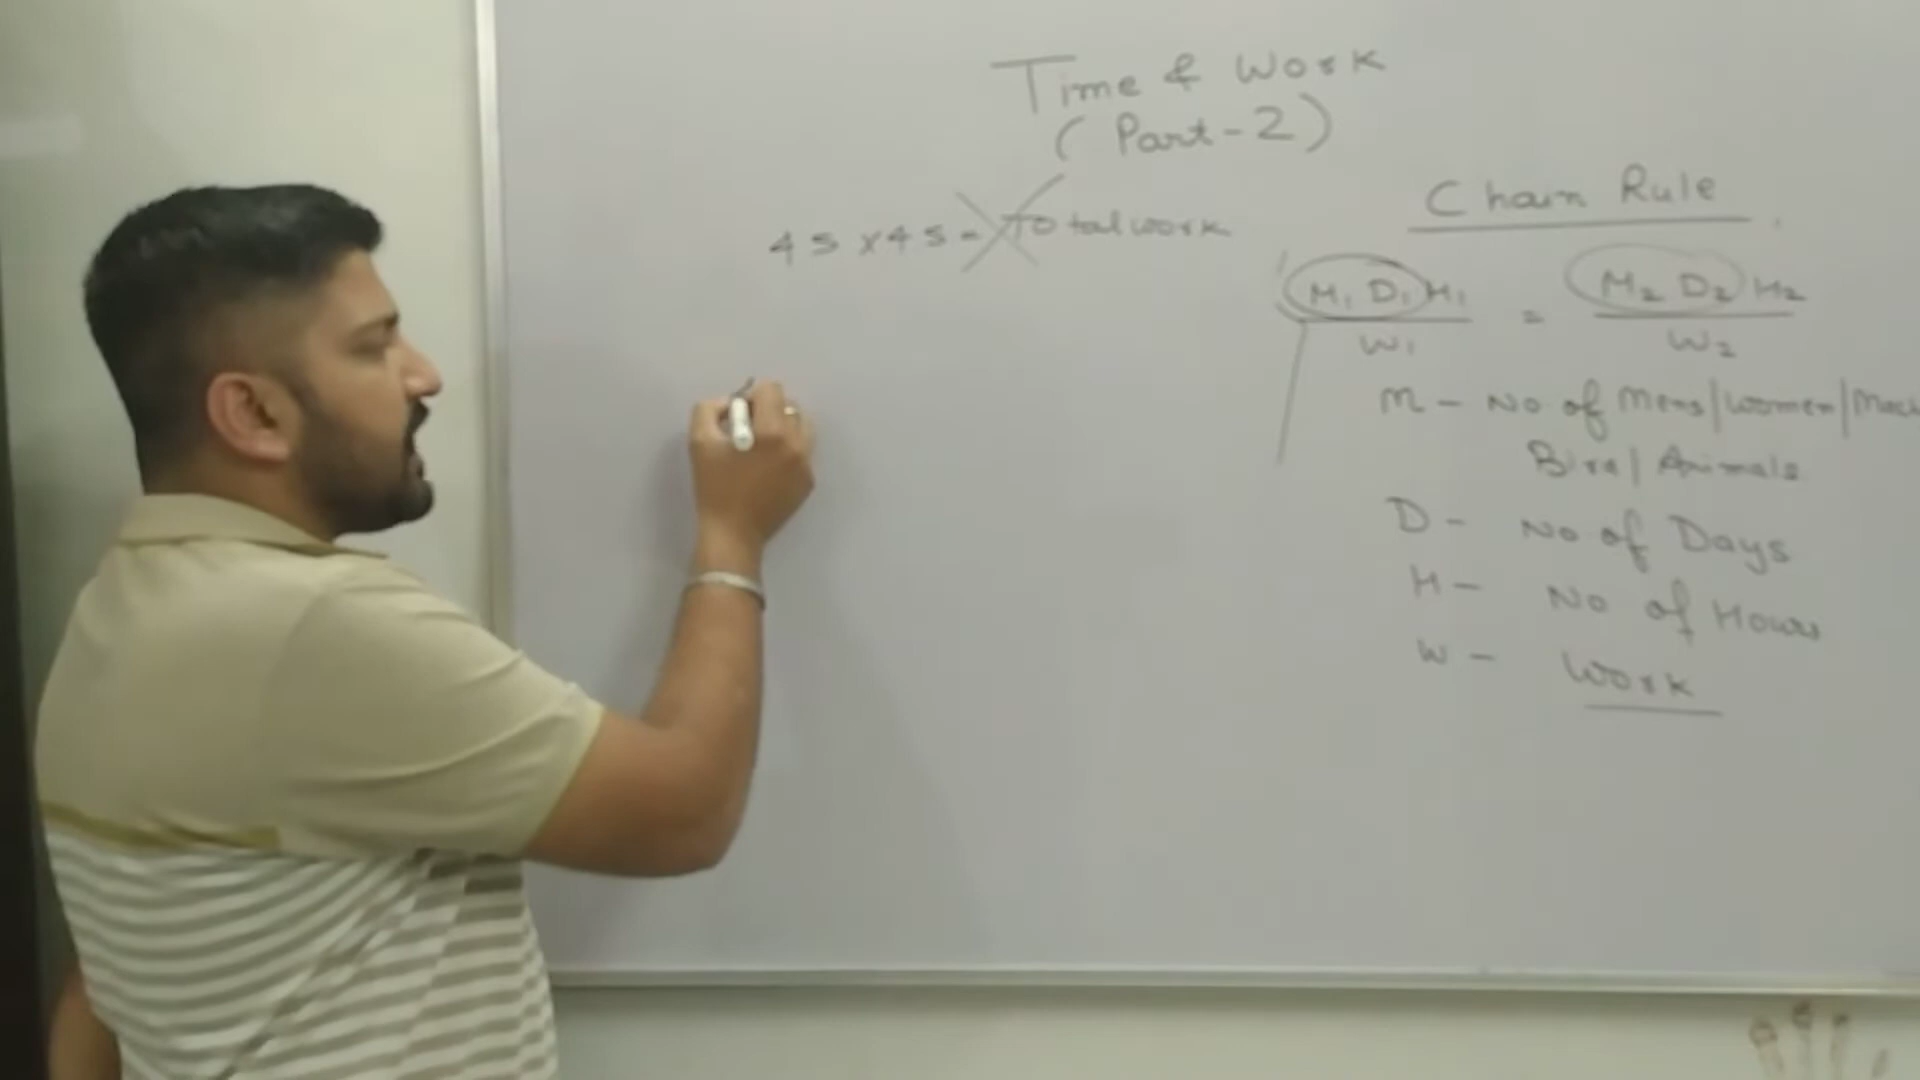 Time & Work
(Part-2)
45 x 45 = Total work
Chain Rule
M₁ D₁ H₁ / W₁ = M₂ D₂ H₂ / W₂
M - No of Mens/Women/Mac
Bird/Animals
D - No of Days
H - No of Hours
W - Work